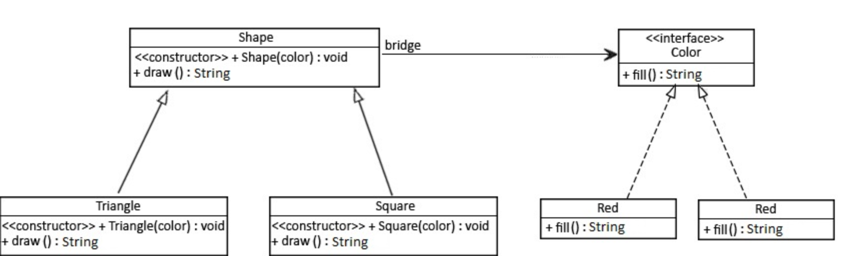 Shape
<<constructor>> + Shape(color) : void
+ draw () : String
bridge
<<interface>>
Color
+ fill() : String
Triangle
<<constructor>> + Triangle(color) : void
+ draw () : String
Square
<<constructor>> + Square(color) : void
+ draw () : String
Red
+ fill() : String
Red
+ fill() : String